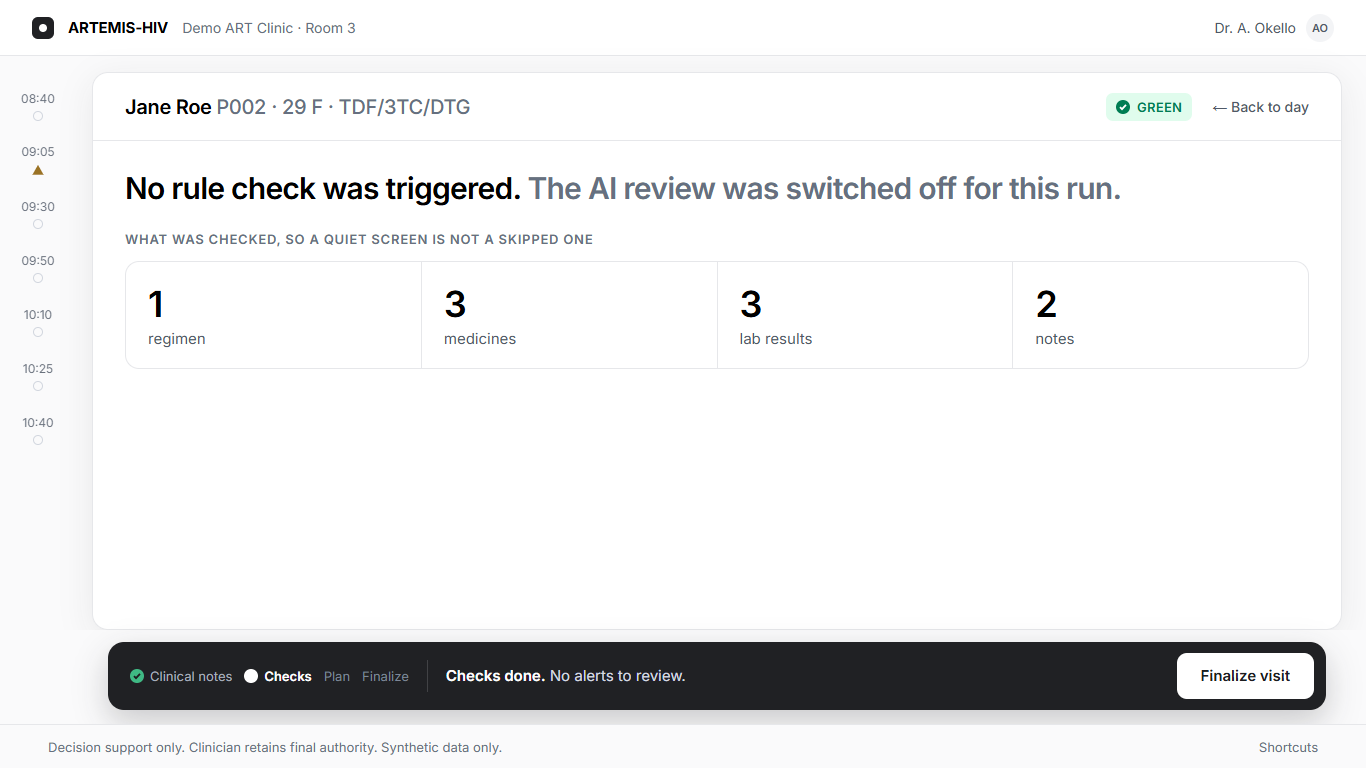 ARTEMIS-HIV Demo ART Clinic · Room 3
Dr. A. Okello AO
08:40
09:05
09:30
09:50
10:10
10:25
10:40
Jane Roe P002 · 29 F · TDF/3TC/DTG
GREEN
← Back to day
No rule check was triggered. The AI review was switched off for this run.
WHAT WAS CHECKED, SO A QUIET SCREEN IS NOT A SKIPPED ONE
1
regimen
3
medicines
3
lab results
2
notes
Clinical notes Checks Plan Finalize
Checks done. No alerts to review.
Finalize visit
Decision support only. Clinician retains final authority. Synthetic data only.
Shortcuts